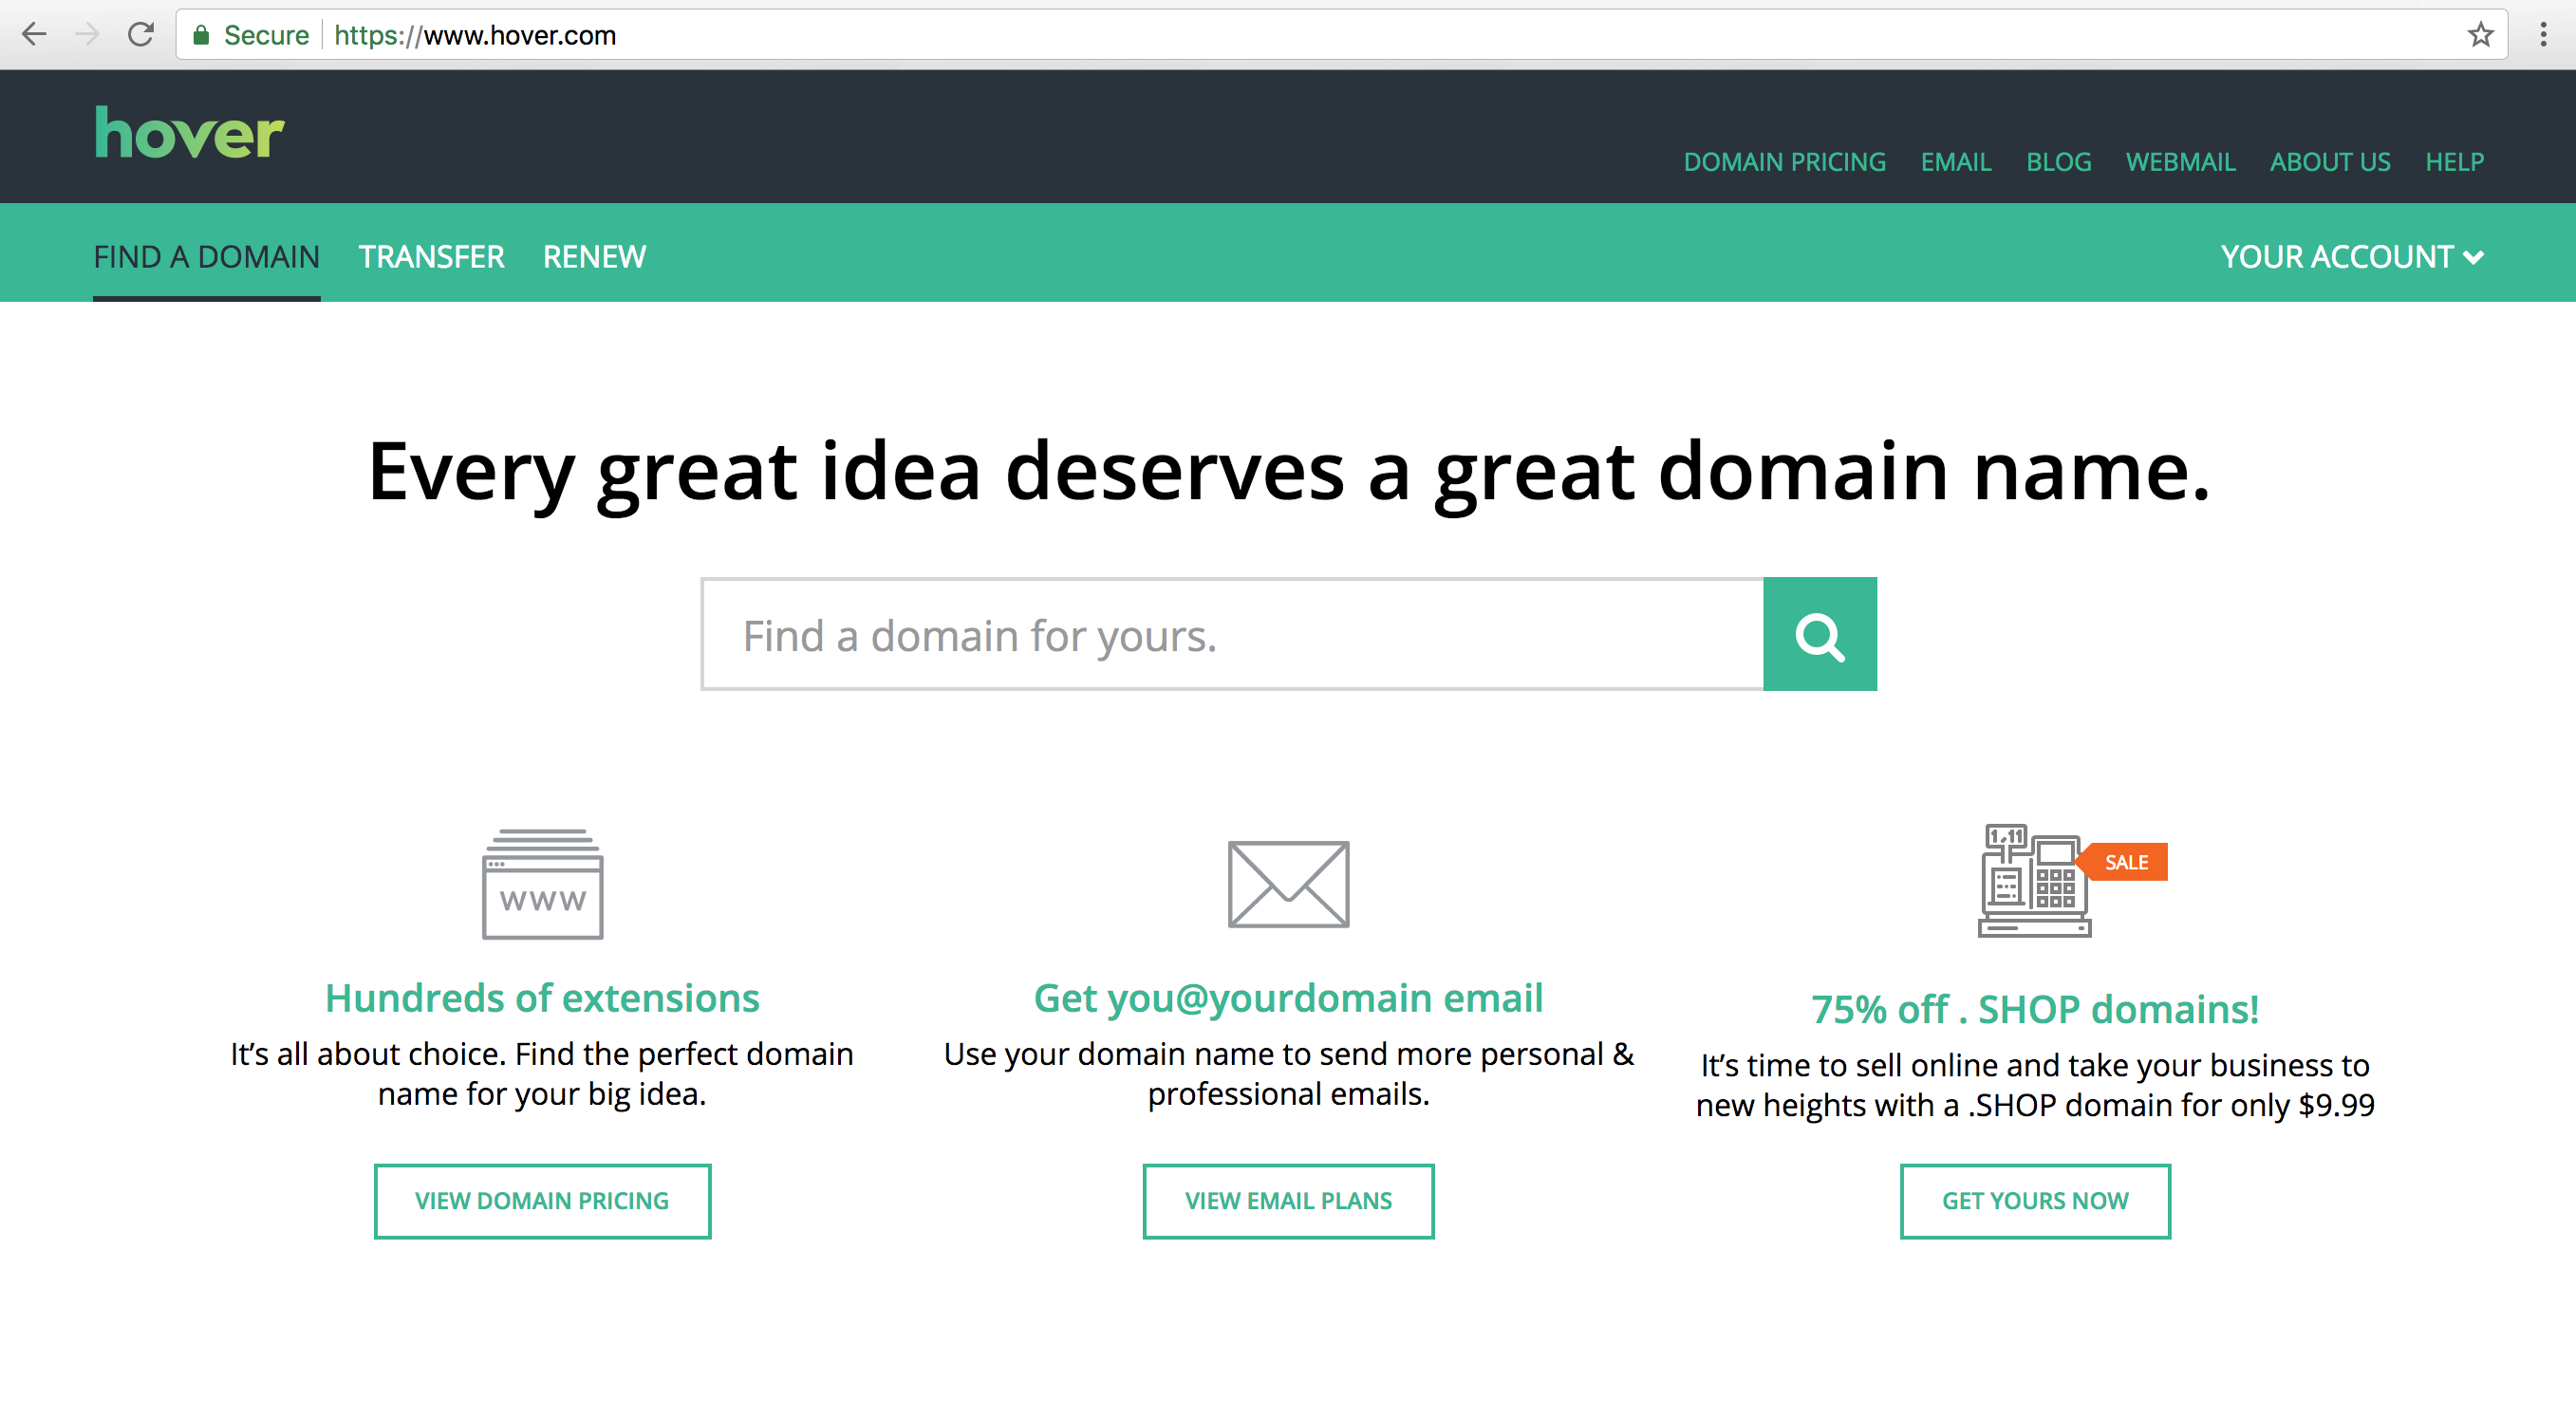 Secure https://www.hover.com
hover
DOMAIN PRICING EMAIL BLOG WEBMAIL ABOUT US HELP
FIND A DOMAIN TRANSFER RENEW YOUR ACCOUNT
Every great idea deserves a great domain name.
Find a domain for yours.
WWW
Hundreds of extensions
It’s all about choice. Find the perfect domain
name for your big idea.
VIEW DOMAIN PRICING
Get you@yourdomain email
Use your domain name to send more personal &
professional emails.
VIEW EMAIL PLANS
1.11
SALE
75% off . SHOP domains!
It’s time to sell online and take your business to
new heights with a .SHOP domain for only $9.99
GET YOURS NOW